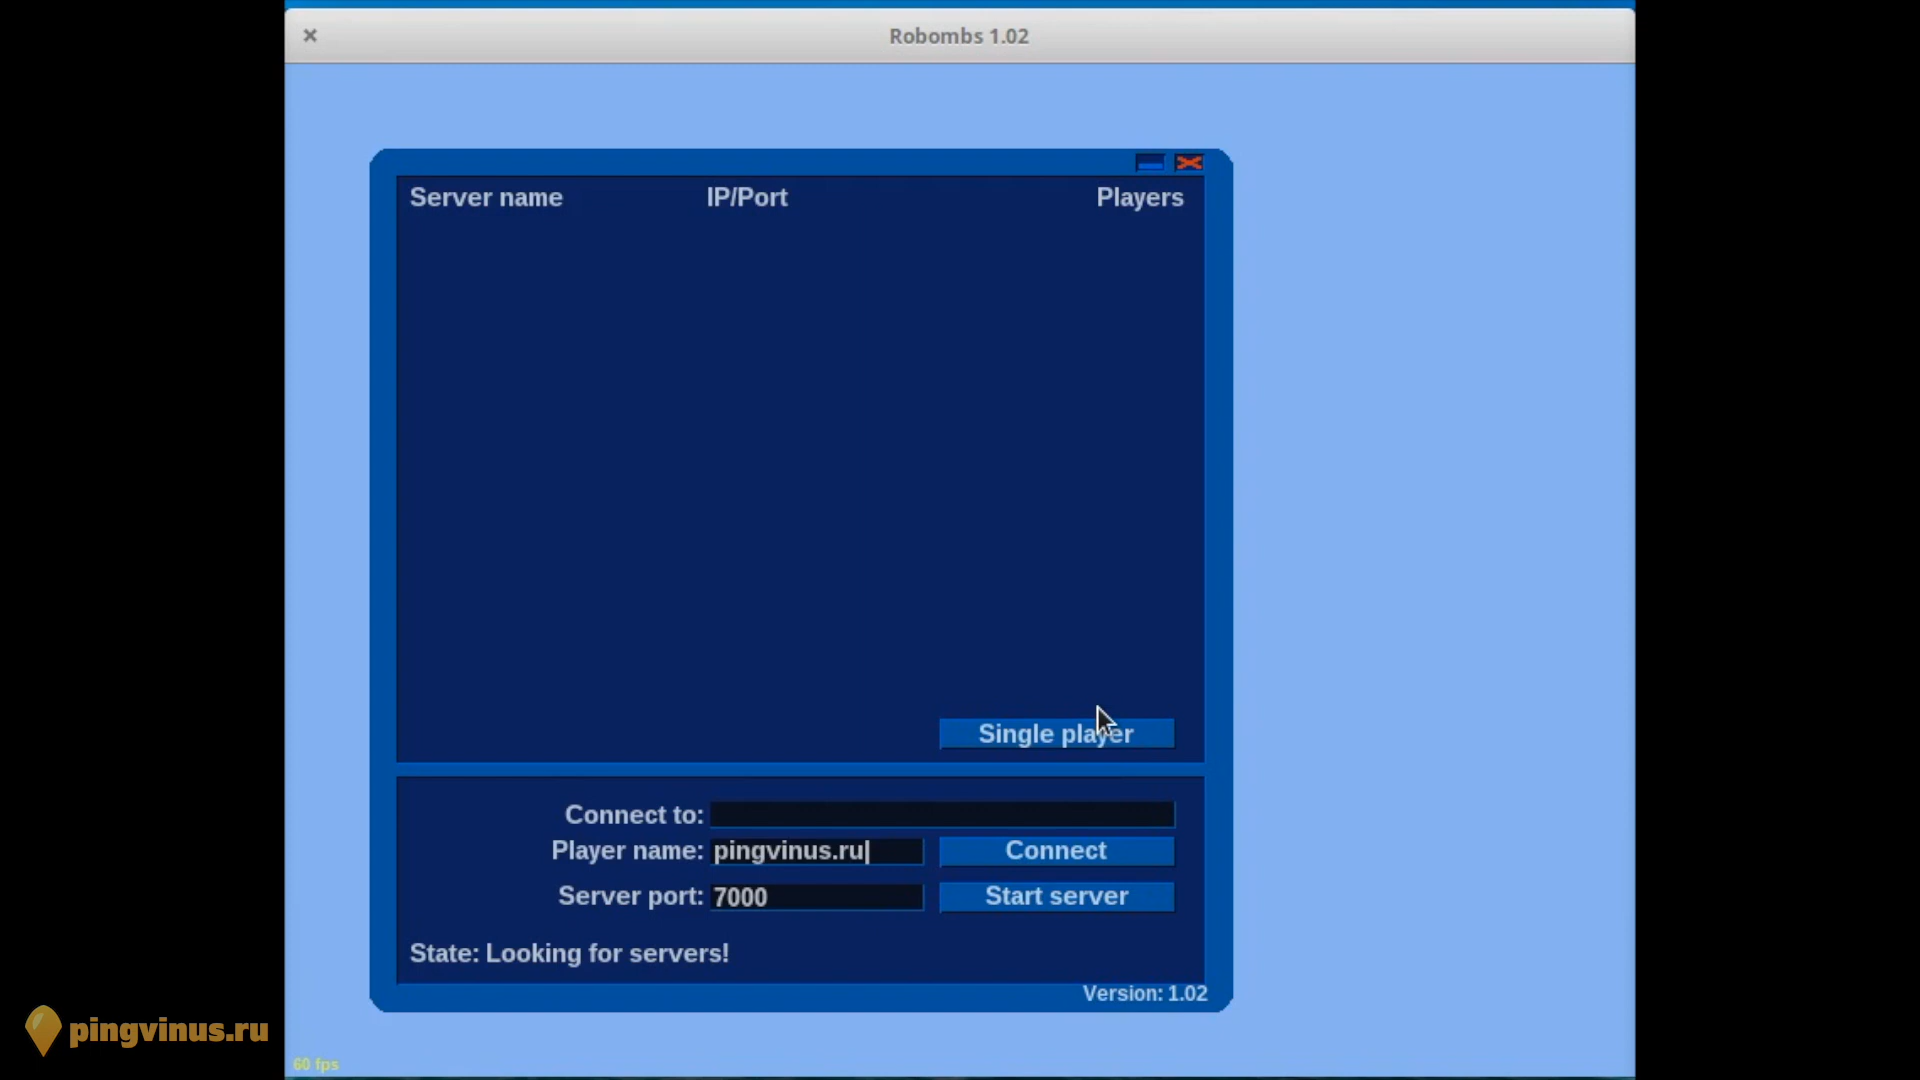 Robombs 1.02
Server name IP/Port Players
Single player
Connect to:
Player name: pingvinus.ru Connect
Server port: 7000 Start server
State: Looking for servers!
Version: 1.02
pingvinus.ru
60 fps